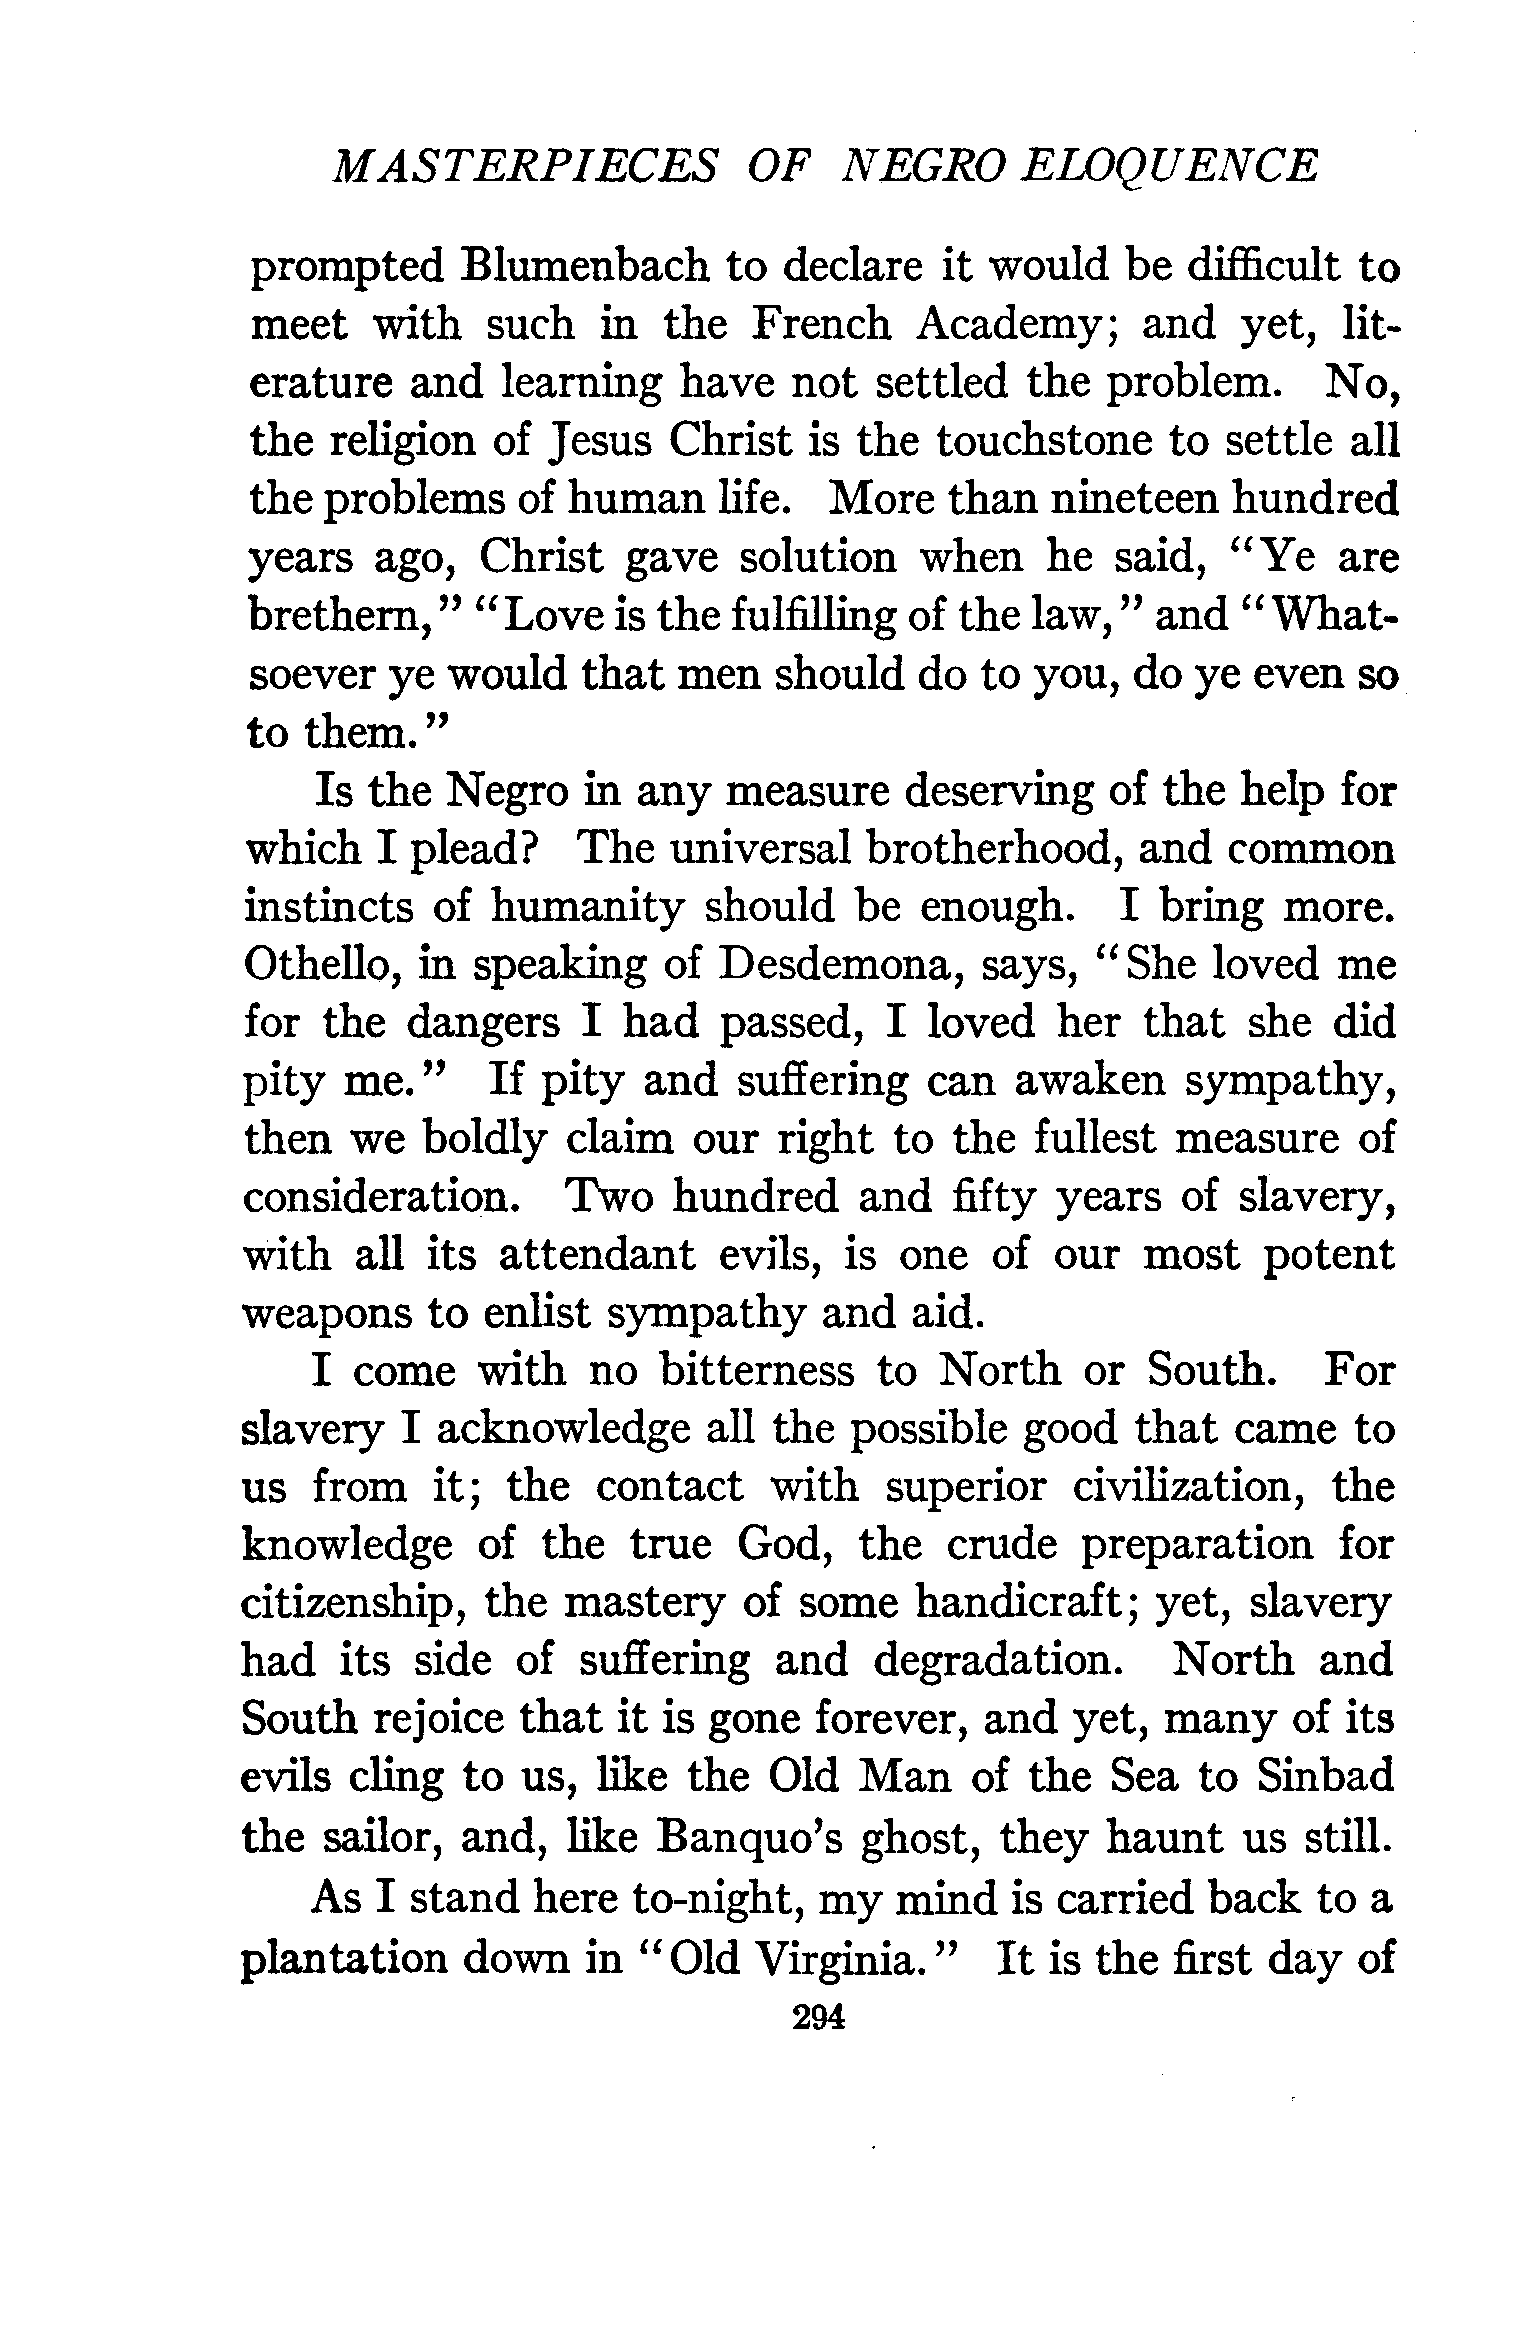 MASTERPIECES OF NEGRO ELOQUENCE
prompted Blumenbach to declare it would be difficult to
meet with such in the French Academy; and yet, lit-
erature and learning have not settled the problem. No,
the religion of Jesus Christ is the touchstone to settle all
the problems of human life. More than nineteen hundred
years ago, Christ gave solution when he said, "Ye are
brethern," "Love is the fulfilling of the law," and "What-
soever ye would that men should do to you, do ye even so
to them."
Is the Negro in any measure deserving of the help for
which I plead? The universal brotherhood, and common
instincts of humanity should be enough. I bring more.
Othello, in speaking of Desdemona, says, "She loved me
for the dangers I had passed, I loved her that she did
pity me." If pity and suffering can awaken sympathy,
then we boldly claim our right to the fullest measure of
consideration. Two hundred and fifty years of slavery,
with all its attendant evils, is one of our most potent
weapons to enlist sympathy and aid.
I come with no bitterness to North or South. For
slavery I acknowledge all the possible good that came to
us from it; the contact with superior civilization, the
knowledge of the true God, the crude preparation for
citizenship, the mastery of some handicraft; yet, slavery
had its side of suffering and degradation. North and
South rejoice that it is gone forever, and yet, many of its
evils cling to us, like the Old Man of the Sea to Sinbad
the sailor, and, like Banquo's ghost, they haunt us still.
As I stand here to-night, my mind is carried back to a
plantation down in "Old Virginia." It is the first day of
294